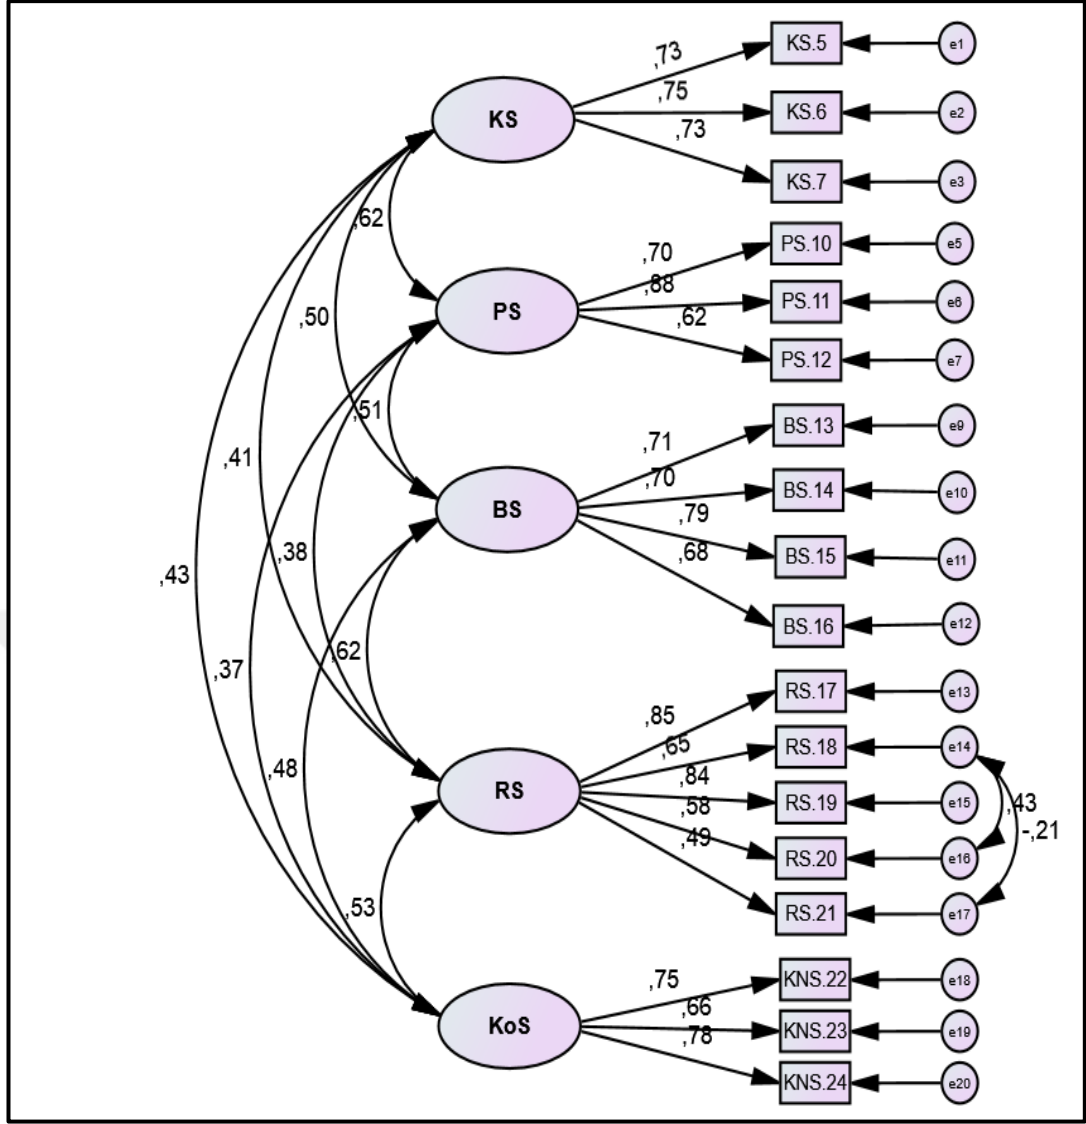 KS.5
e1
,73
,75
KS
KS.6
e2
,73
KS.7
e3
,62
PS.10
e5
,70
,88
PS
PS.11
e6
,50
,62
PS.12
e7
,51
BS.13
e9
,71
,41
,70
BS
BS.14
e10
,79
,38
,68
BS.15
e11
,43
BS.16
e12
,62
,37
RS.17
e13
,85
,65
RS.18
e14
,48
,84
RS
RS.19
e15
,43
,58
-,21
,49
RS.20
e16
RS.21
e17
,53
,75
KNS.22
e18
,66
KoS
KNS.23
e19
,78
KNS.24
e20